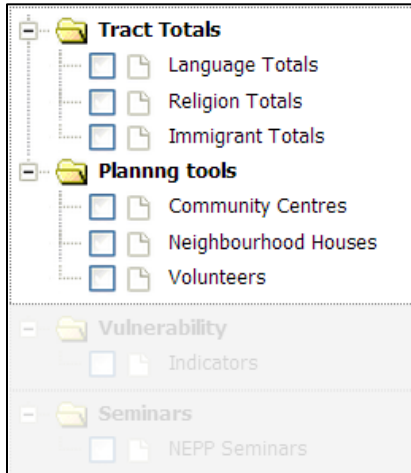 Tract Totals
Language Totals
Religion Totals
Immigrant Totals
Plannng tools
Community Centres
Neighbourhood Houses
Volunteers
Vulnerability
Indicators
Seminars
NEPP Seminars